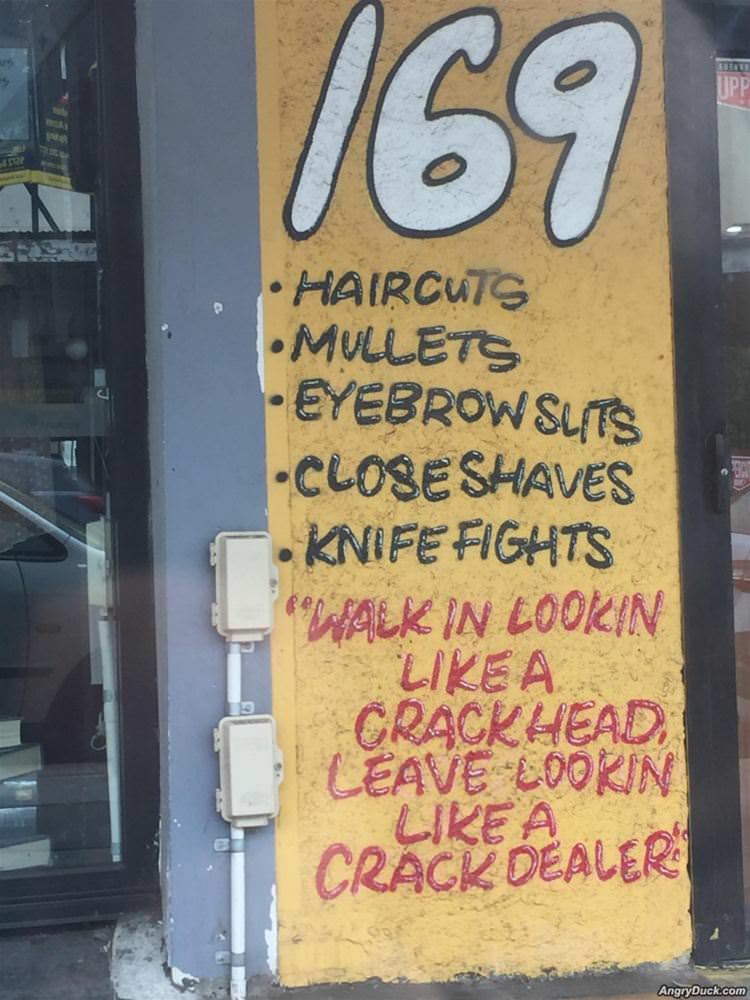 169
• HAIRCUTS
• MULLETS
• EYEBROW SLITS
• CLOSE SHAVES
• KNIFE FIGHTS
"WALK IN LOOKIN
LIKE A
CRACKHEAD,
LEAVE LOOKIN
LIKE A
CRACK DEALER"
UPP
AngryDuck.com